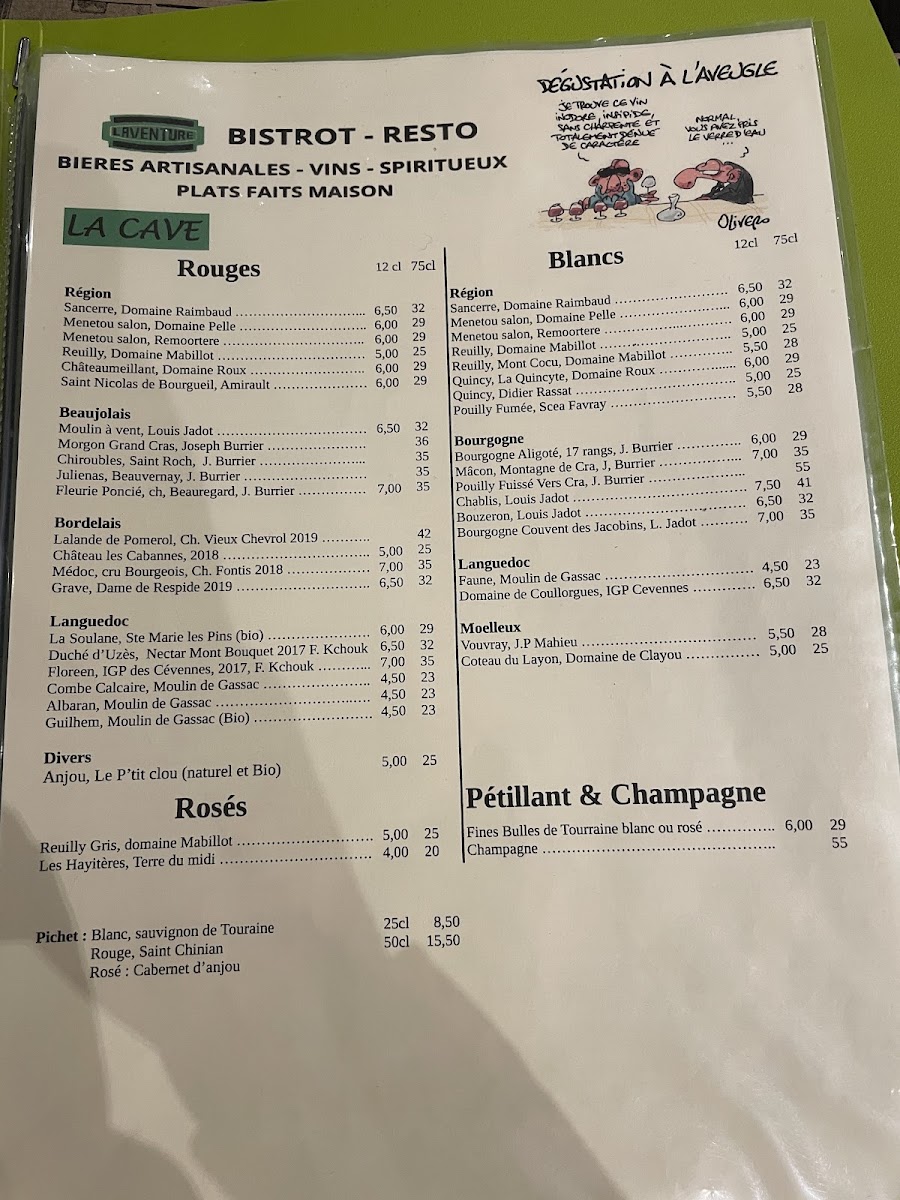 DÉGUSTATION À L'AVEUGLE
JE TROUVE CE VIN
INODORE, INSIPIDE,
SANS CHARPENTE ET
TOTALEMENT DÉNUÉ
DE CARACTÈRE
NORMAL,
VOUS AVEZ PRIS
LE VERRE D'EAU
...
OLIVERO
LAVENTURE
BISTROT - RESTO
BIERES ARTISANALES - VINS - SPIRITUEUX
PLATS FAITS MAISON
LA CAVE
Rouges 12 cl 75cl
Région
Sancerre, Domaine Raimbaud 6,50 32
Menetou salon, Domaine Pelle 6,00 29
Menetou salon, Remoortere 6,00 29
Reuilly, Domaine Mabillot 5,00 25
Châteaumeillant, Domaine Roux 6,00 29
Saint Nicolas de Bourgueil, Amirault 6,00 29
Beaujolais
Moulin à vent, Louis Jadot 6,50 32
Morgon Grand Cras, Joseph Burrier 36
Chiroubles, Saint Roch, J. Burrier 35
Julienas, Beauvernay, J. Burrier 35
Fleurie Poncié, ch, Beauregard, J. Burrier 7,00 35
Bordelais
Lalande de Pomerol, Ch. Vieux Chevrol 2019 42
Château les Cabannes, 2018 5,00 25
Médoc, cru Bourgeois, Ch. Fontis 2018 7,00 35
Grave, Dame de Respide 2019 6,50 32
Languedoc
La Soulane, Ste Marie les Pins (bio) 6,00 29
Duché d'Uzès, Nectar Mont Bouquet 2017 F. Kchouk 6,50 32
Floreen, IGP des Cévennes, 2017, F. Kchouk 7,00 35
Combe Calcaire, Moulin de Gassac 4,50 23
Albaran, Moulin de Gassac 4,50 23
Guilhem, Moulin de Gassac (Bio) 4,50 23
Divers
Anjou, Le P'tit clou (naturel et Bio) 5,00 25
Rosés
Reuilly Gris, domaine Mabillot 5,00 25
Les Hayitères, Terre du midi 4,00 20
Pichet : Blanc, sauvignon de Touraine 25cl 8,50
Rouge, Saint Chinian 50cl 15,50
Rosé : Cabernet d'anjou
Blancs 12cl 75cl
Région
Sancerre, Domaine Raimbaud 6,50 32
Menetou salon, Domaine Pelle 6,00 29
Menetou salon, Remoortere 6,00 29
Reuilly, Domaine Mabillot 5,00 25
Reuilly, Mont Cocu, Domaine Mabillot 5,50 28
Quincy, La Quincyte, Domaine Roux 6,00 29
Quincy, Didier Rassat 5,00 25
Pouilly Fumée, Scea Favray 5,50 28
Bourgogne
Bourgogne Aligoté, 17 rangs, J. Burrier 6,00 29
Mâcon, Montagne de Cra, J, Burrier 7,00 35
Pouilly Fuissé Vers Cra, J. Burrier 55
Chablis, Louis Jadot 7,50 41
Bouzeron, Louis Jadot 6,50 32
Bourgogne Couvent des Jacobins, L. Jadot 7,00 35
Languedoc
Faune, Moulin de Gassac 4,50 23
Domaine de Coullorgues, IGP Cevennes 6,50 32
Moelleux
Vouvray, J.P Mahieu 5,50 28
Coteau du Layon, Domaine de Clayou 5,00 25
Pétillant & Champagne
Fines Bulles de Tourraine blanc ou rosé 6,00 29
Champagne 55